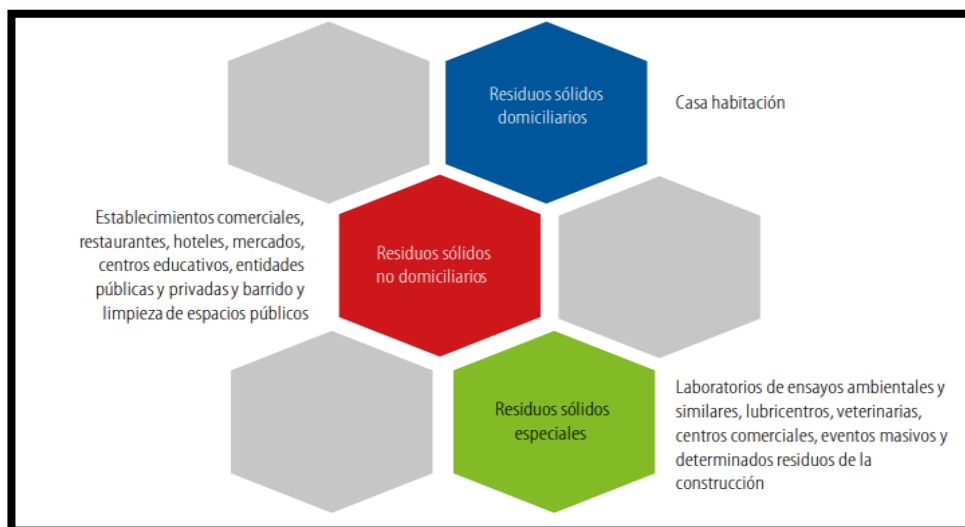 Residuos sólidos
domiciliarios
Casa habitación
Establecimientos comerciales,
restaurantes, hoteles, mercados,
centros educativos, entidades
públicas y privadas y barrido y
limpieza de espacios públicos
Residuos sólidos
no domiciliarios
Residuos sólidos
especiales
Laboratorios de ensayos ambientales y
similares, lubricentros, veterinarias,
centros comerciales, eventos masivos y
determinados residuos de la
construcción